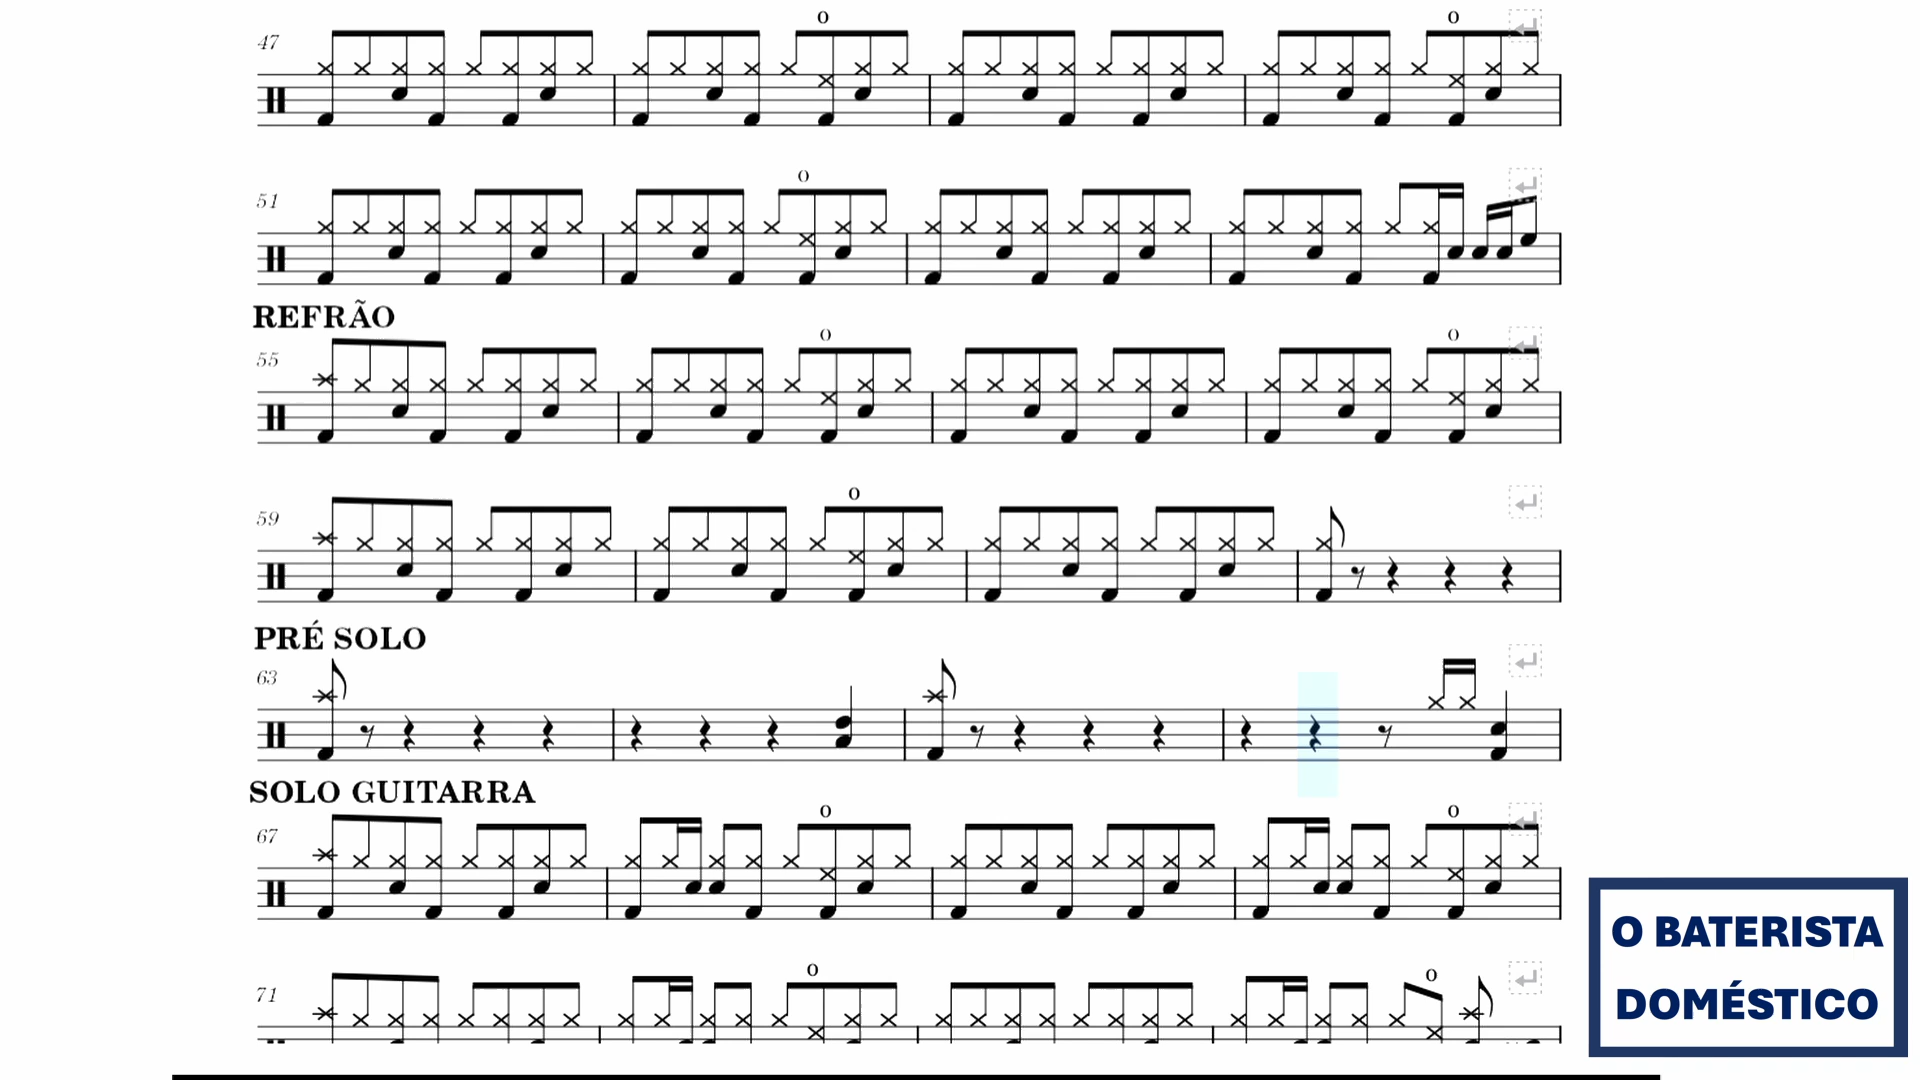 47
51
REFRÃO
55
59
PRÉ SOLO
63
SOLO GUITARRA
67
71
O BATERISTA
DOMÉSTICO